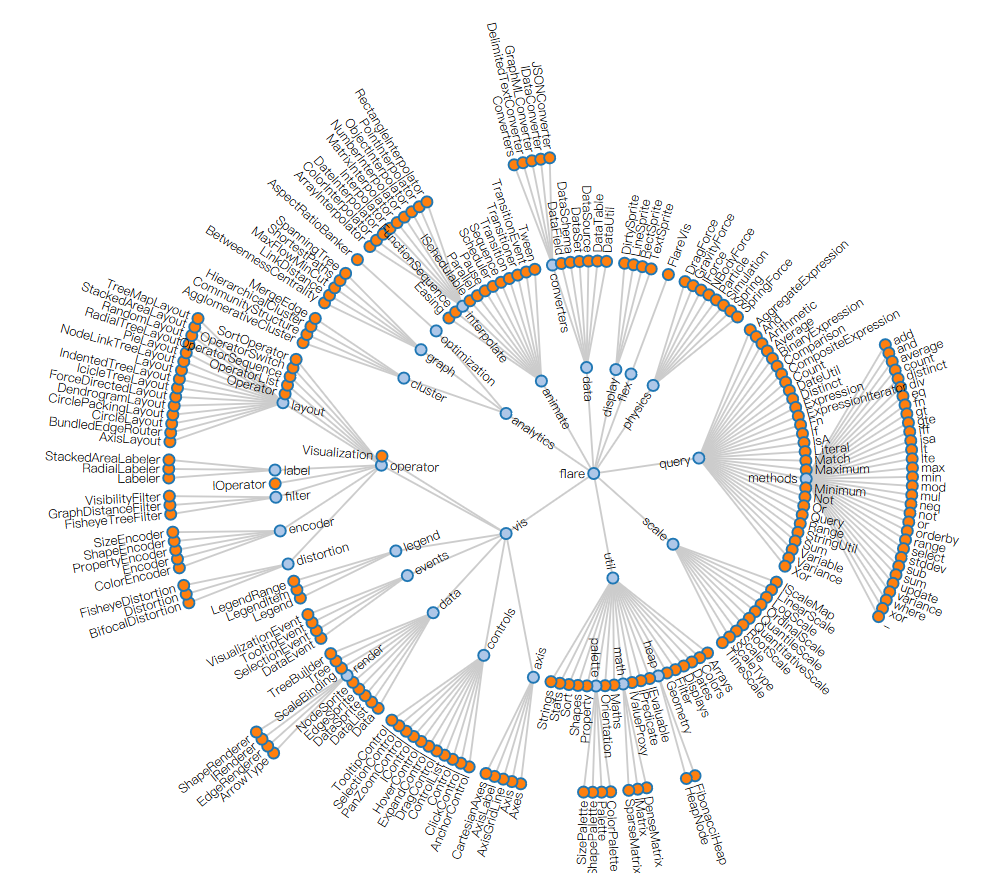 flare
analytics
cluster
AgglomerativeCluster
CommunityStructure
HierarchicalCluster
MergeEdge
graph
BetweennessCentrality
LinkDistance
MaxFlowMinCut
ShortestPaths
SpanningTree
optimization
AspectRatioBanker
animate
Easing
FunctionSequence
interpolate
ArrayInterpolator
ColorInterpolator
DateInterpolator
Interpolator
MatrixInterpolator
NumberInterpolator
ObjectInterpolator
PointInterpolator
RectangleInterpolator
ISchedulable
Parallel
Pause
Scheduler
Sequence
Transition
Transitioner
TransitionEvent
Tween
data
converters
Converters
DelimitedTextConverter
GraphMLConverter
IDataConverter
JSONConverter
DataField
DataSchema
DataSet
DataSource
DataTable
DataUtil
display
DirtySprite
LineSprite
RectSprite
TextSprite
flex
FlareVis
physics
DragForce
GravityForce
IForce
NBodyForce
Particle
Simulation
Spring
SpringForce
query
AggregateExpression
And
Arithmetic
Average
BinaryExpression
Comparison
CompositeExpression
Count
DateUtil
Distinct
Expression
ExpressionIterator
Fn
If
IsA
Literal
Match
Maximum
methods
add
and
average
count
distinct
div
eq
fn
gt
gte
iff
isa
lt
lte
max
min
mod
mul
neq
not
or
orderby
range
select
stddev
sub
sum
update
variance
where
xor
_
Minimum
Not
Or
Query
Range
StringUtil
Sum
Variable
Variance
Xor
scale
IScaleMap
LinearScale
LogScale
OrdinalScale
QuantileScale
QuantitativeScale
RootScale
Scale
ScaleType
TimeScale
util
Arrays
Colors
Dates
Displays
Filter
Geometry
heap
FibonacciHeap
HeapNode
IEvaluable
IPredicate
IValueProxy
math
DenseMatrix
IMatrix
SparseMatrix
Maths
Orientation
palette
ColorPalette
Palette
ShapePalette
SizePalette
Property
Shapes
Sort
Stats
Strings
vis
axis
Axes
Axis
AxisGridLine
AxisLabel
CartesianAxes
controls
AnchorControl
ClickControl
Control
ControlList
DragControl
ExpandControl
HoverControl
IControl
PanZoomControl
SelectionControl
TooltipControl
data
Data
DataList
DataSprite
EdgeSprite
NodeSprite
render
ArrowType
EdgeRenderer
IRenderer
ShapeRenderer
ScaleBinding
Tree
TreeBuilder
events
DataEvent
SelectionEvent
TooltipEvent
VisualizationEvent
legend
Legend
LegendItem
LegendRange
operator
distortion
BifocalDistortion
Distortion
FisheyeDistortion
encoder
ColorEncoder
Encoder
PropertyEncoder
ShapeEncoder
SizeEncoder
filter
FisheyeTreeFilter
GraphDistanceFilter
VisibilityFilter
IOperator
label
Labeler
RadialLabeler
StackedAreaLabeler
layout
AxisLayout
BundledEdgeRouter
CircleLayout
CirclePackingLayout
DendrogramLayout
ForceDirectedLayout
IcicleTreeLayout
IndentedTreeLayout
Layout
NodeLinkTreeLayout
PieLayout
RadialTreeLayout
RandomLayout
StackedAreaLayout
TreeMapLayout
Operator
OperatorList
OperatorSequence
OperatorSwitch
SortOperator
Visualization